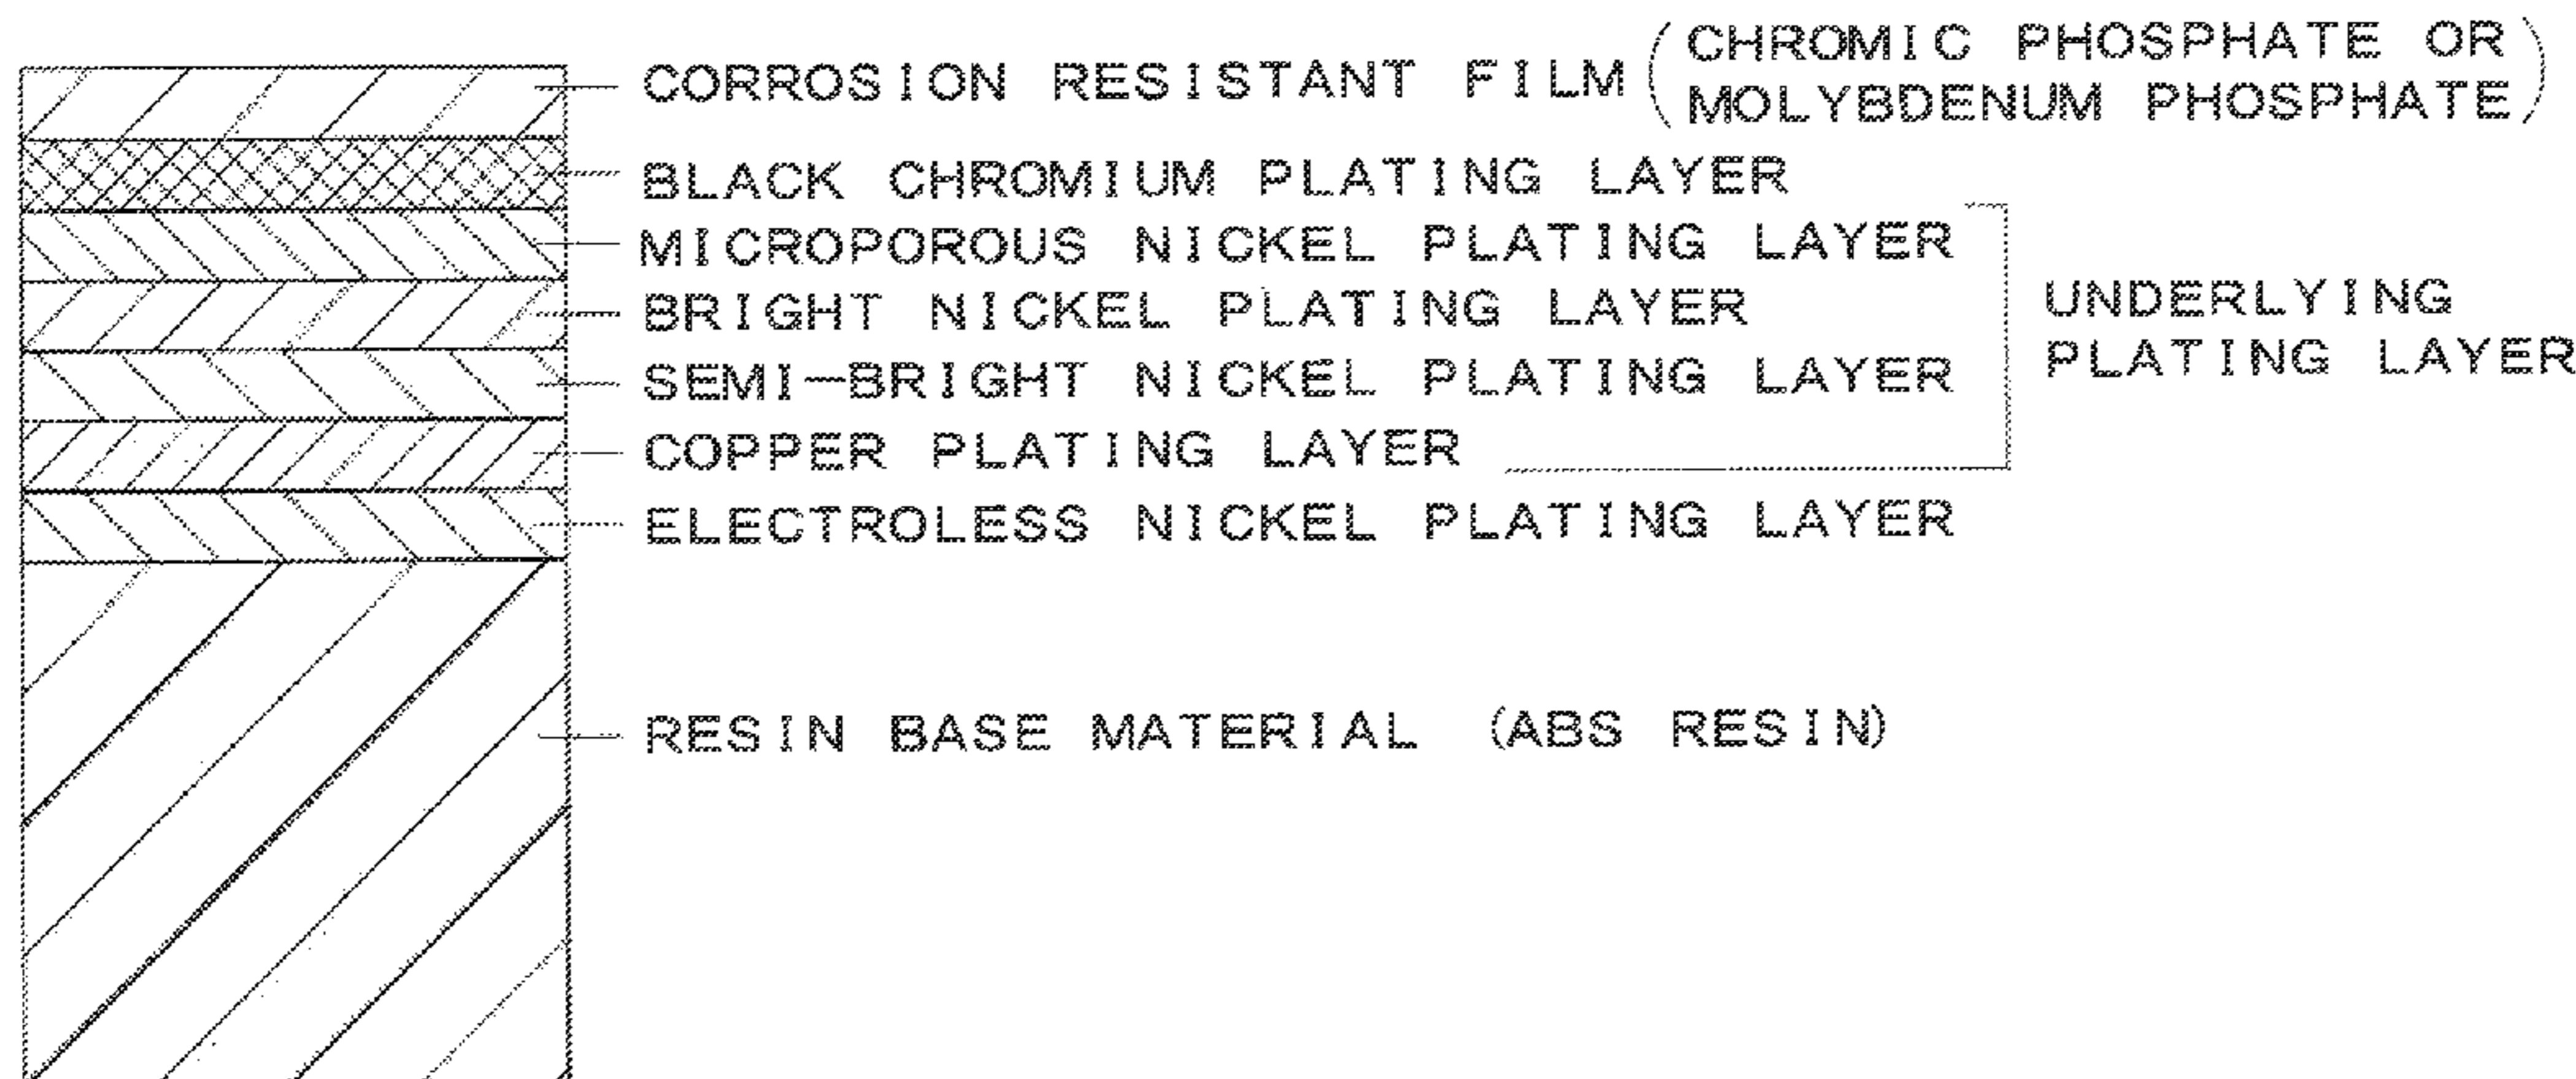 CORROSION RESISTANT FILM (CHROMIC PHOSPHATE OR
MOLYBDENUM PHOSPHATE)
BLACK CHROMIUM PLATING LAYER
MICROPOROUS NICKEL PLATING LAYER
BRIGHT NICKEL PLATING LAYER
SEMI-BRIGHT NICKEL PLATING LAYER
COPPER PLATING LAYER
UNDERLYING
PLATING LAYER
ELECTROLESS NICKEL PLATING LAYER
RESIN BASE MATERIAL (ABS RESIN)